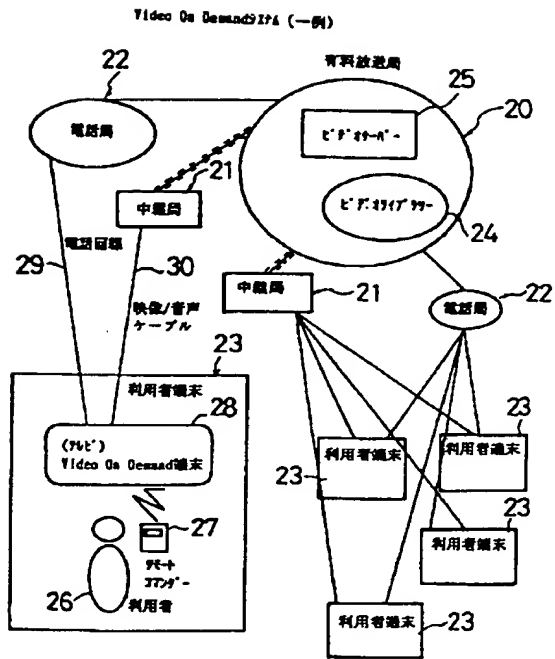 Video On Demandシステム (一例)
有料放送局
22
電話局
25
ビデオサーバー
20
21
中継局
ビデオライブラリー
24
電話回線
29
30
中継局
21
電話局
22
映像/音声
ケーブル
23
利用者端末
28
(テレビ)
Video On Demand端末
27
リモート
コマンダー
26
利用者
利用者端末
23
23
利用者端末
23
利用者端末
利用者端末
23